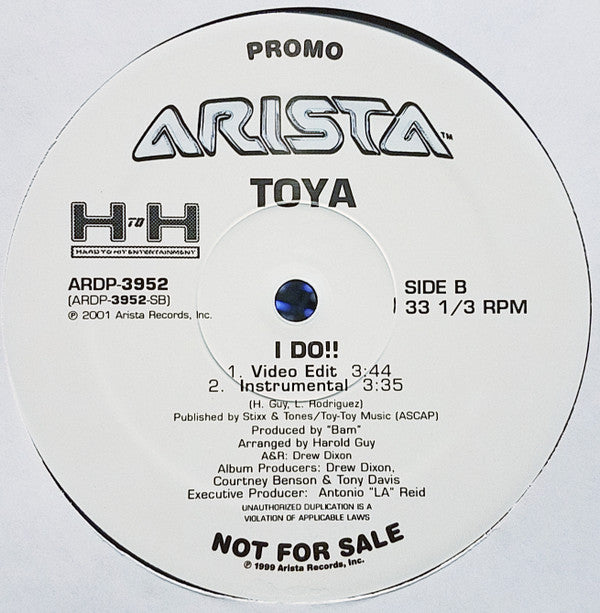 PROMO
ARISTA™
TOYA
H TO H
HARD TO HIT ENTERTAINMENT
ARDP-3952
(ARDP-3952-SB)
℗ 2001 Arista Records, Inc.
SIDE B
33 1/3 RPM
I DO!!
1. Video Edit 3:44
2. Instrumental 3:35
(H. Guy, L. Rodriguez)
Published by Stixx & Tones/Toy-Toy Music (ASCAP)
Produced by "Bam"
Arranged by Harold Guy
A&R: Drew Dixon
Album Producers: Drew Dixon,
Courtney Benson & Tony Davis
Executive Producer: Antonio "LA" Reid
UNAUTHORIZED DUPLICATION IS A
VIOLATION OF APPLICABLE LAWS
NOT FOR SALE
℗ 1999 Arista Records, Inc.